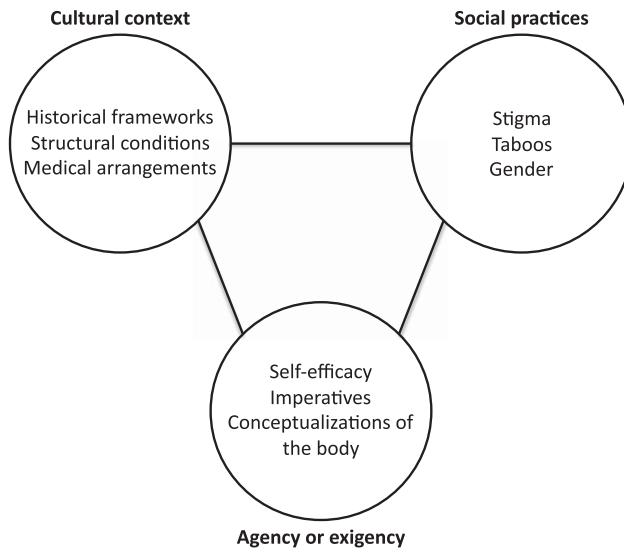 Cultural context
Historical frameworks
Structural conditions
Medical arrangements
Social practices
Stigma
Taboos
Gender
Self-efficacy
Imperatives
Conceptualizations of
the body
Agency or exigency